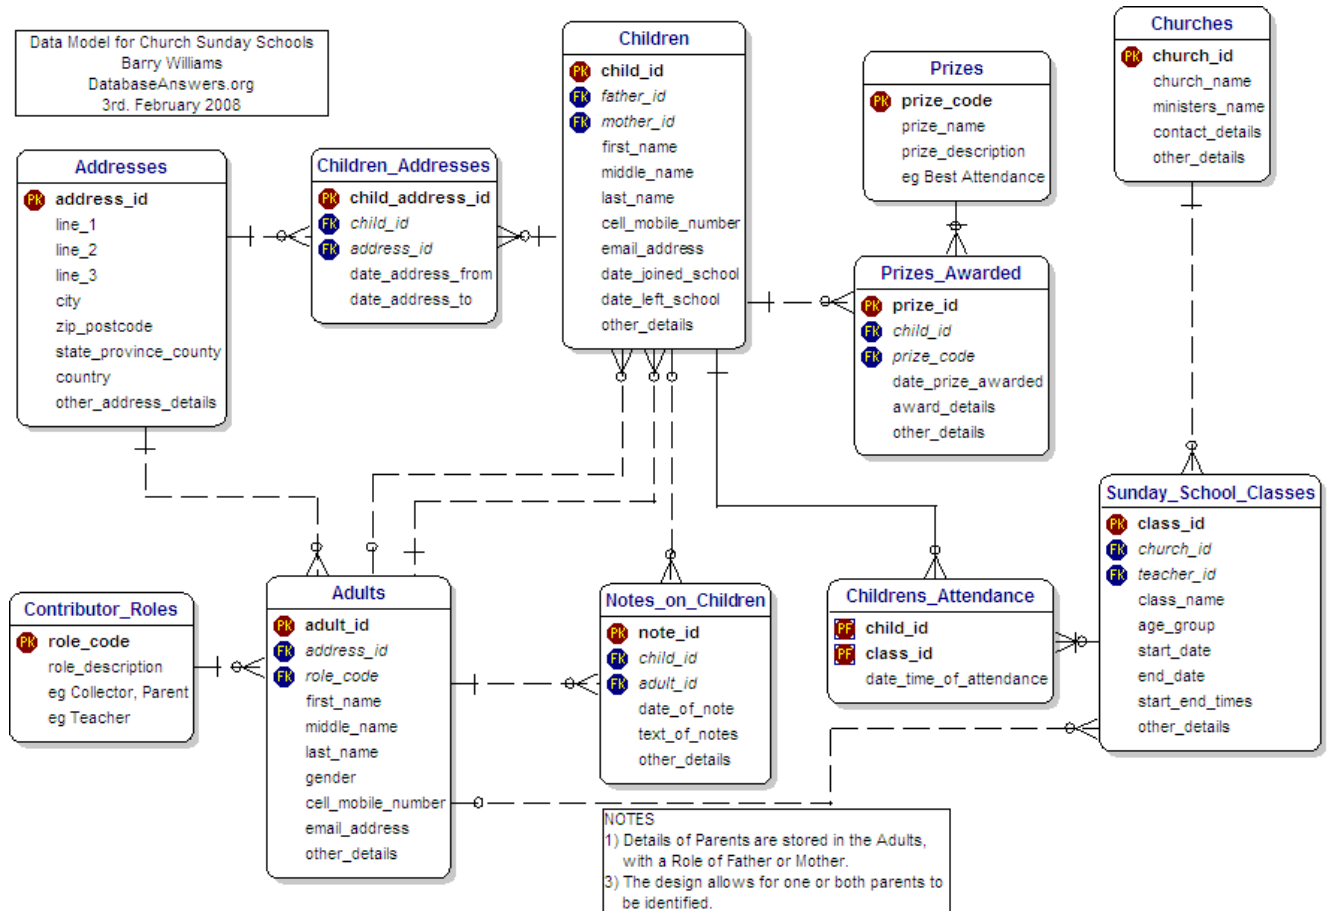 Data Model for Church Sunday Schools
Barry Williams
DatabaseAnswers.org
3rd. February 2008
Children
PK child_id
FK father_id
FK mother_id
first_name
middle_name
last_name
cell_mobile_number
email_address
date_joined_school
date_left_school
other_details
Prizes
PK prize_code
prize_name
prize_description
eg Best Attendance
Churches
PK church_id
church_name
ministers_name
contact_details
other_details
Addresses
PK address_id
line_1
line_2
line_3
city
zip_postcode
state_province_county
country
other_address_details
Children_Addresses
PK child_address_id
FK child_id
FK address_id
date_address_from
date_address_to
Prizes_Awarded
PK prize_id
FK child_id
FK prize_code
date_prize_awarded
award_details
other_details
Sunday_School_Classes
PK class_id
FK church_id
FK teacher_id
class_name
age_group
start_date
end_date
start_end_times
other_details
Contributor_Roles
PK role_code
role_description
eg Collector, Parent
eg Teacher
Adults
PK adult_id
FK address_id
FK role_code
first_name
middle_name
last_name
gender
cell_mobile_number
email_address
other_details
Notes_on_Children
PK note_id
FK child_id
FK adult_id
date_of_note
text_of_notes
other_details
Childrens_Attendance
PF child_id
PF class_id
date_time_of_attendance
NOTES
1) Details of Parents are stored in the Adults,
with a Role of Father or Mother.
3) The design allows for one or both parents to
be identified.